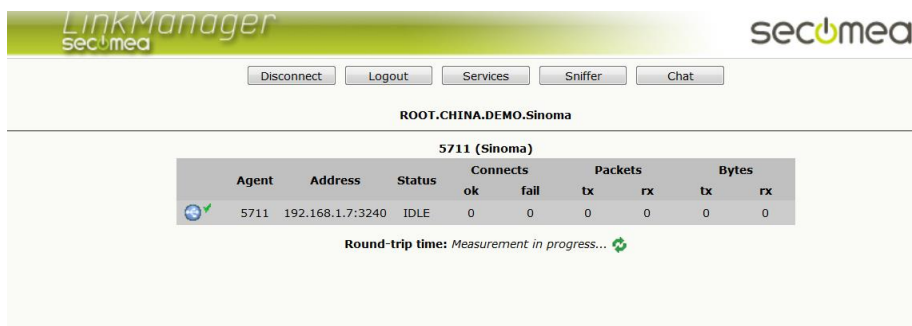 LinkManager
secomea
secomea
Disconnect Logout Services Sniffer Chat
ROOT.CHINA.DEMO.Sinoma
5711 (Sinoma)
Agent Address Status Connects Packets Bytes
ok fail tx rx tx rx
5711 192.168.1.7:3240 IDLE 0 0 0 0 0 0
Round-trip time: Measurement in progress...